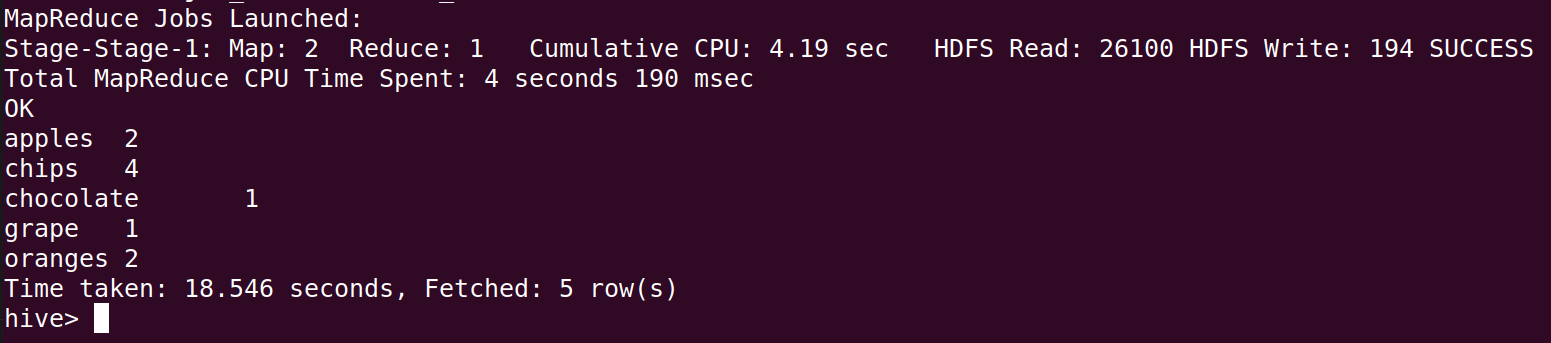 MapReduce Jobs Launched:
Stage-Stage-1: Map: 2  Reduce: 1   Cumulative CPU: 4.19 sec   HDFS Read: 26100 HDFS Write: 194 SUCCESS
Total MapReduce CPU Time Spent: 4 seconds 190 msec
OK
apples  2
chips   4
chocolate       1
grape   1
oranges 2
Time taken: 18.546 seconds, Fetched: 5 row(s)
hive>